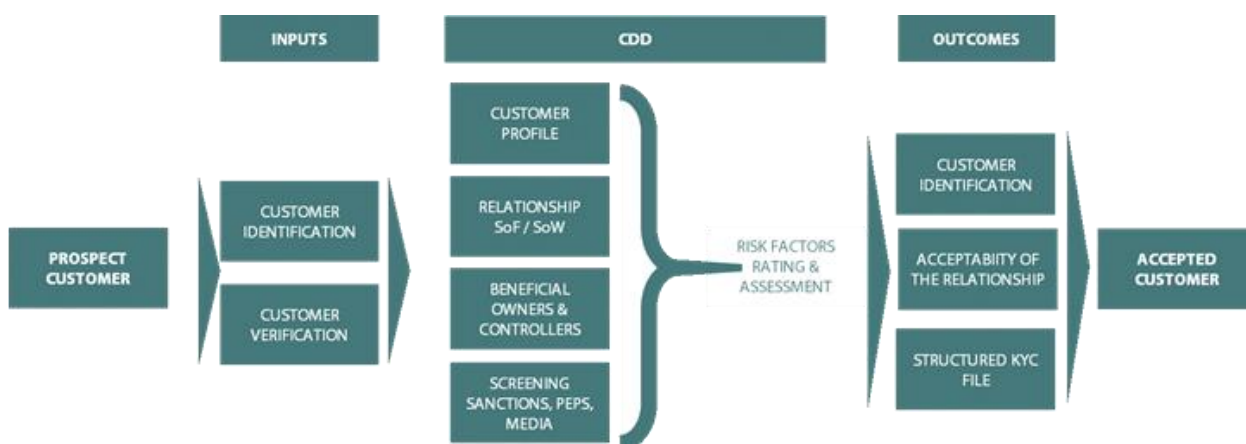 INPUTS
CDD
OUTCOMES
PROSPECT
CUSTOMER
CUSTOMER
IDENTIFICATION
CUSTOMER
VERIFICATION
CUSTOMER
PROFILE
RELATIONSHIP
SoF / SoW
BENEFICIAL
OWNERS &
CONTROLLERS
SCREENING
SANCTIONS, PEPS,
MEDIA
RISK FACTORS
RATING &
ASSESSMENT
CUSTOMER
IDENTIFICATION
ACCEPTABIITY OF
THE RELATIONSHIP
STRUCTURED KYC
FILE
ACCEPTED
CUSTOMER